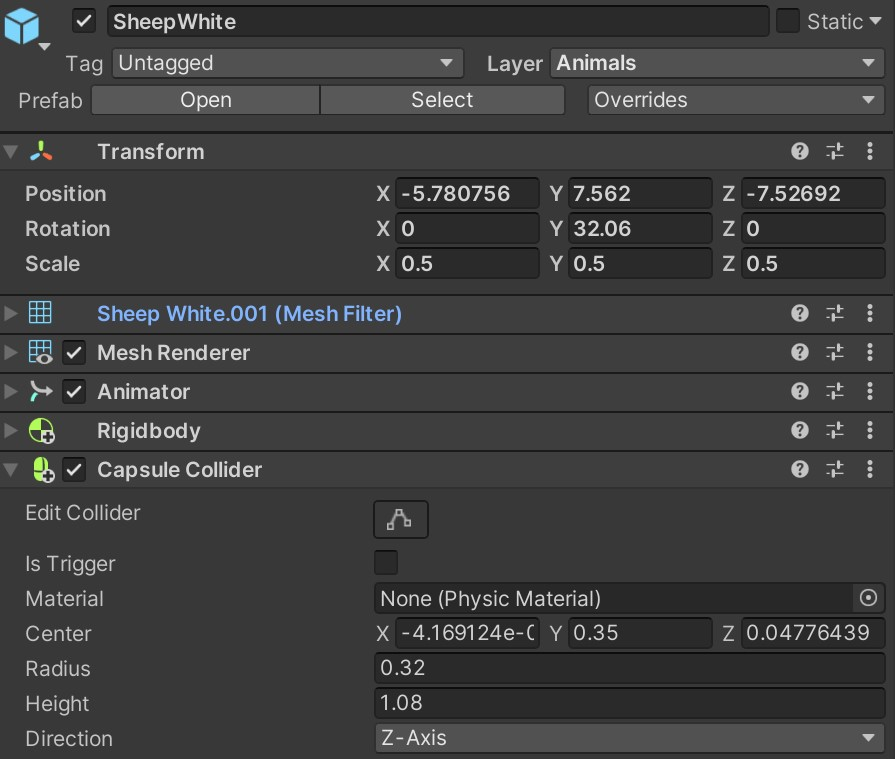 SheepWhite Static
Tag Untagged Layer Animals
Prefab Open Select Overrides
Transform
Position X -5.780756 Y 7.562 Z -7.52692
Rotation X 0 Y 32.06 Z 0
Scale X 0.5 Y 0.5 Z 0.5
Sheep White.001 (Mesh Filter)
Mesh Renderer
Animator
Rigidbody
Capsule Collider
Edit Collider
Is Trigger
Material None (Physic Material)
Center X -4.169124e-0 Y 0.35 Z 0.04776439
Radius 0.32
Height 1.08
Direction Z-Axis